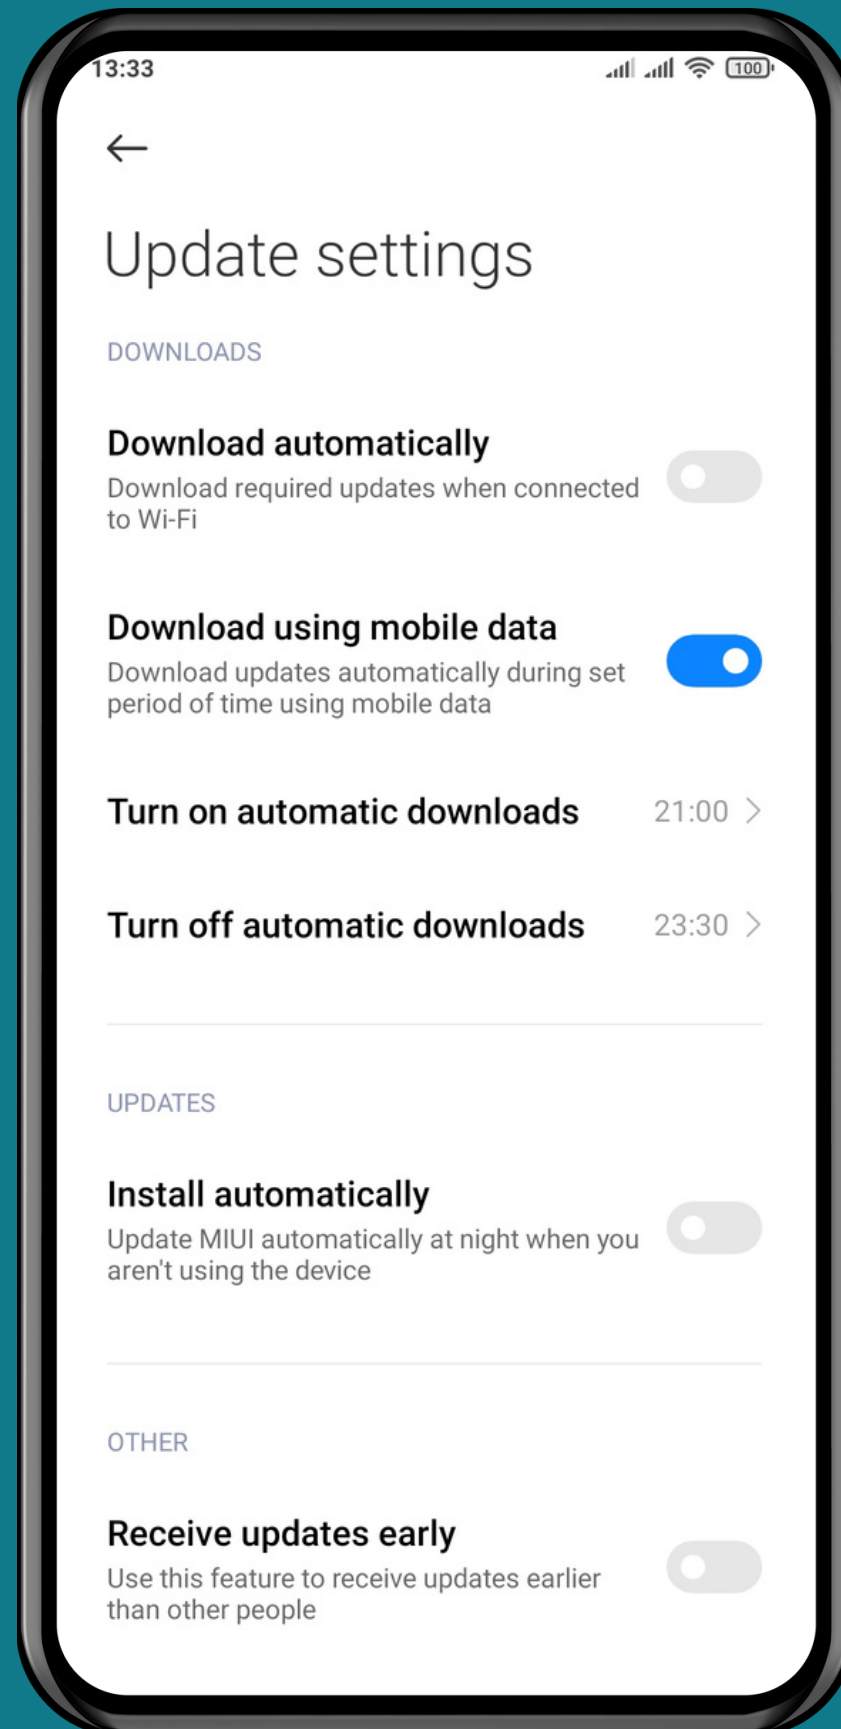 13:33
100
Update settings
DOWNLOADS
Download automatically
Download required updates when connected
to Wi-Fi
Download using mobile data
Download updates automatically during set
period of time using mobile data
Turn on automatic downloads 21:00
Turn off automatic downloads 23:30
UPDATES
Install automatically
Update MIUI automatically at night when you
aren't using the device
OTHER
Receive updates early
Use this feature to receive updates earlier
than other people